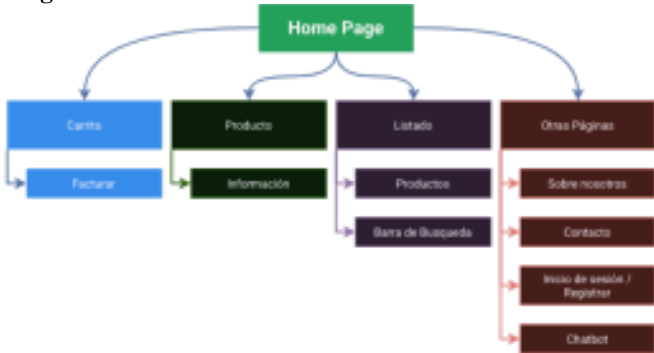 Home Page
Carrito
Producto
Listado
Otras Páginas
Facturar
Información
Productos
Sobre nosotros
Barra de Busqueda
Contacto
Inicio de sesión /
Registrar
Chatbot